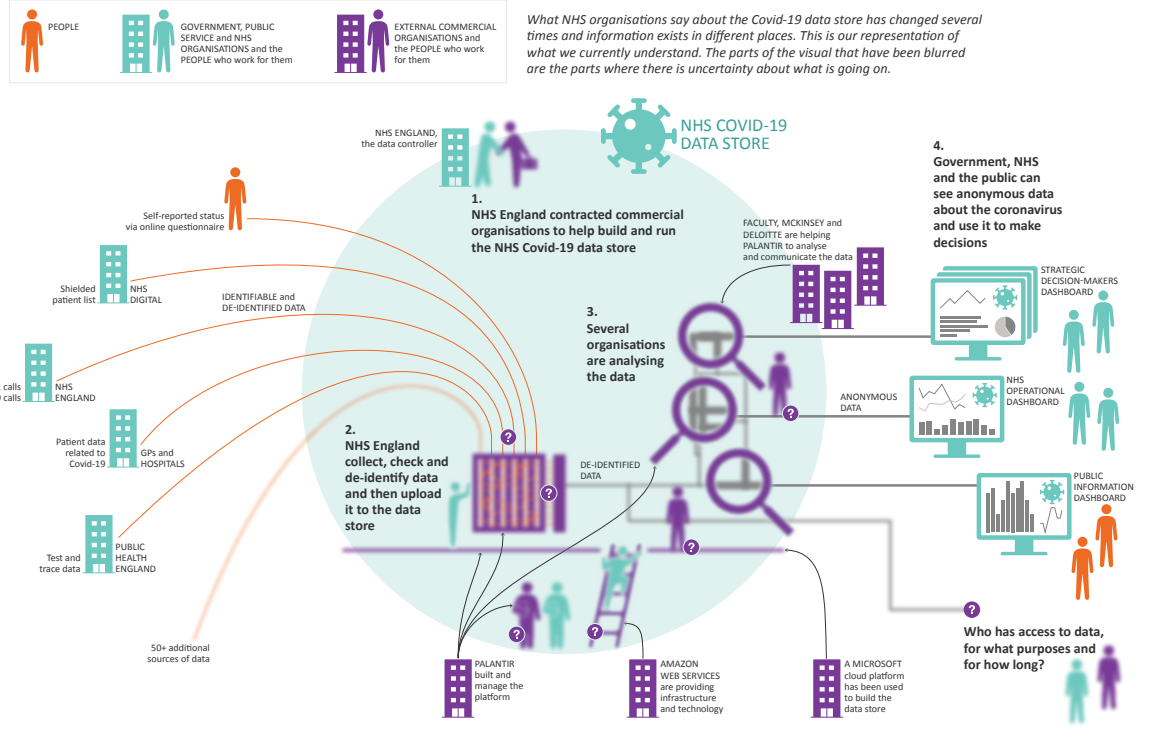 PEOPLE
GOVERNMENT, PUBLIC
SERVICE and NHS
ORGANISATIONS and the
PEOPLE who work for them
EXTERNAL COMMERCIAL
ORGANISATIONS and
the PEOPLE who work
for them
What NHS organisations say about the Covid-19 data store has changed several
times and information exists in different places. This is our representation of
what we currently understand. The parts of the visual that have been blurred
are the parts where there is uncertainty about what is going on.
NHS COVID-19
DATA STORE
NHS ENGLAND,
the data controller
1.
NHS England contracted commercial
organisations to help build and run
the NHS Covid-19 data store
Self-reported status
via online questionnaire
Shielded
patient list
NHS
DIGITAL
IDENTIFIABLE and
DE-IDENTIFIED DATA
calls
calls
NHS
ENGLAND
Patient data
related to
Covid-19
GPs and
HOSPITALS
Test and
trace data
PUBLIC
HEALTH
ENGLAND
50+ additional
sources of data
2.
NHS England
collect, check and
de-identify data
and then upload
it to the data
store
?
?
DE-IDENTIFIED
DATA
3.
Several
organisations
are analysing
the data
FACULTY, MCKINSEY and
DELOITTE are helping
PALANTIR to analyse
and communicate the data
?
?
ANONYMOUS
DATA
4.
Government, NHS
and the public can
see anonymous data
about the coronavirus
and use it to make
decisions
STRATEGIC
DECISION-MAKERS
DASHBOARD
NHS
OPERATIONAL
DASHBOARD
PUBLIC
INFORMATION
DASHBOARD
?
Who has access to data,
for what purposes and
for how long?
?
?
PALANTIR
built and
manage the
platform
AMAZON
WEB SERVICES
are providing
infrastructure
and technology
A MICROSOFT
cloud platform
has been used
to build the
data store